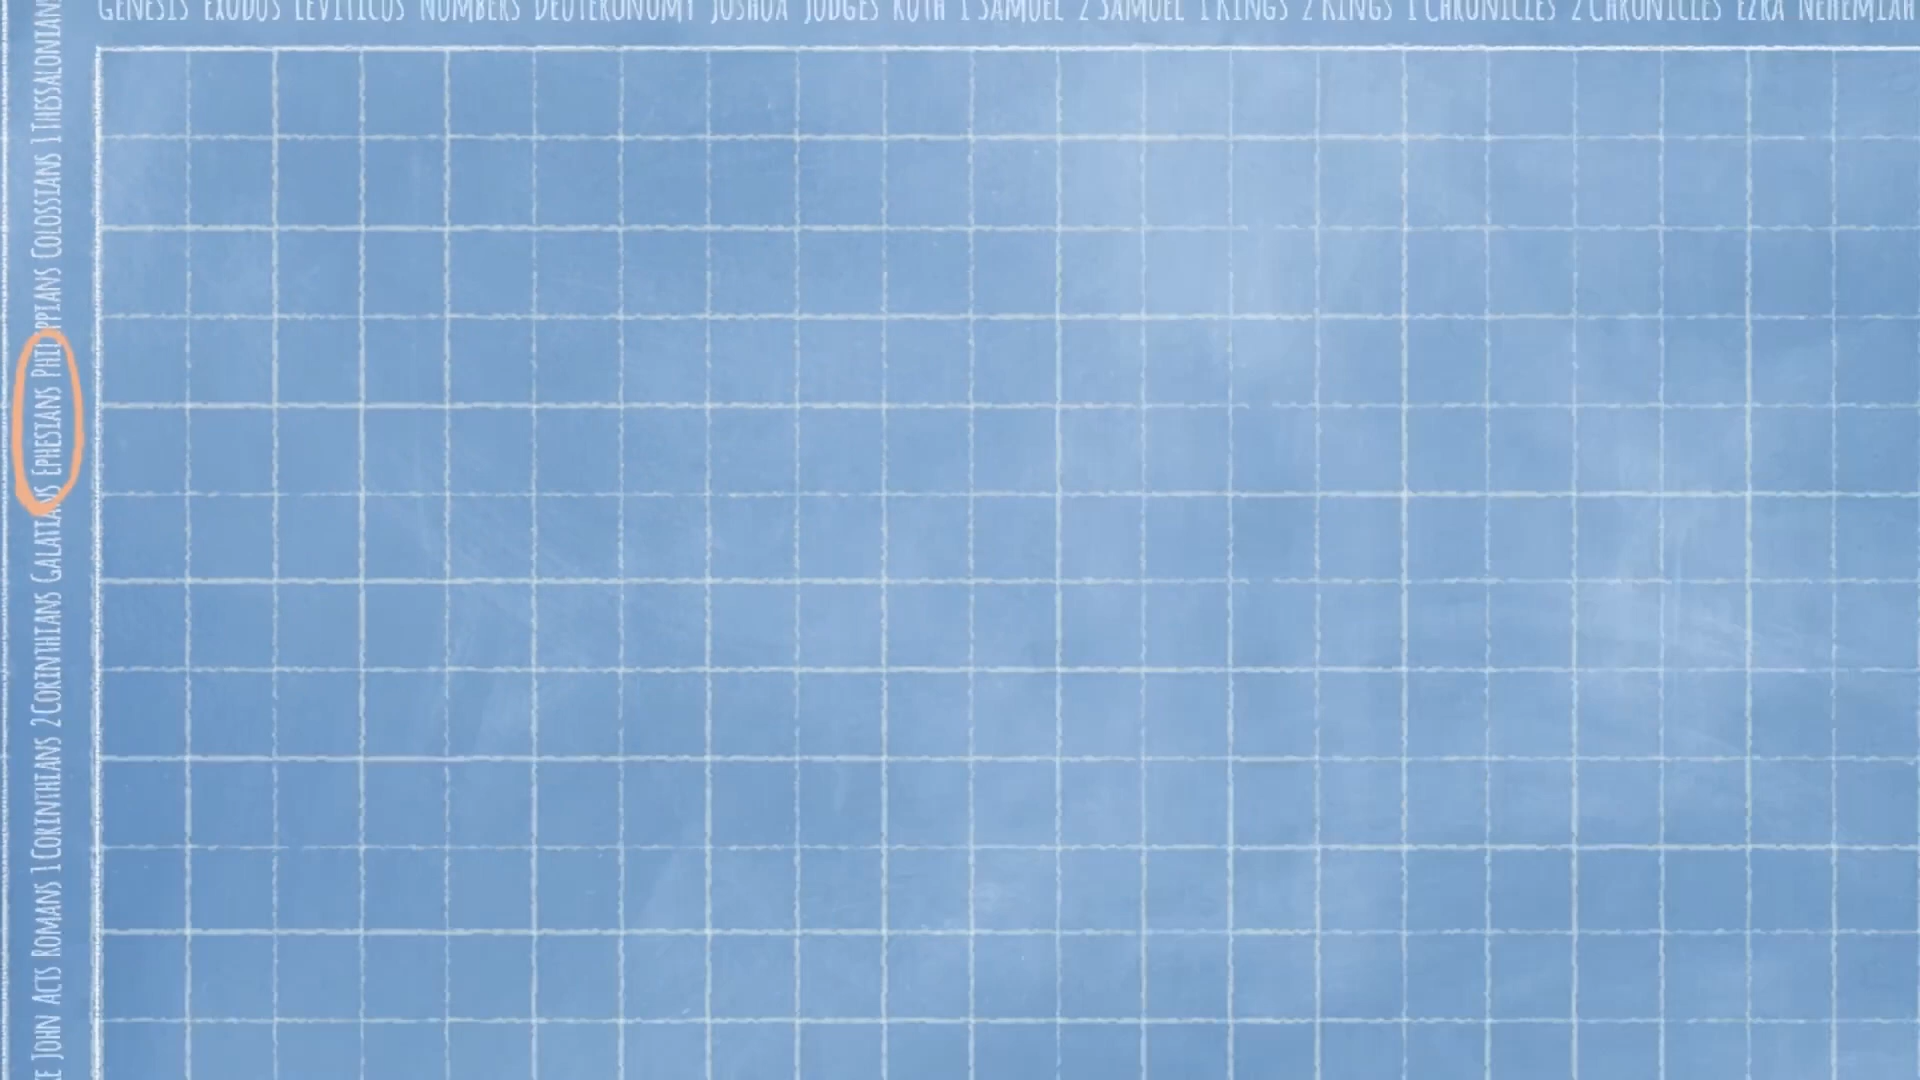 GENESIS EXODUS LEVITICUS NUMBERS DEUTERONOMY JOSHUA JUDGES RUTH 1 SAMUEL 2 SAMUEL 1 KINGS 2 KINGS 1 CHRONICLES 2 CHRONICLES EZRA NEHEMIAH
JOHN ACTS ROMANS 1 CORINTHIANS 2 CORINTHIANS GALATIANS EPHESIANS PHILIPPIANS COLOSSIANS 1 THESSALONIANS